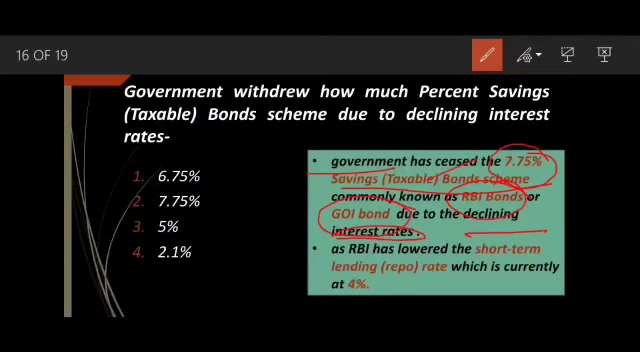 16 OF 19
Government withdrew how much Percent Savings
(Taxable) Bonds scheme due to declining interest
rates-
1. 6.75%
2. 7.75%
3. 5%
4. 2.1%
• government has ceased the 7.75%
Savings (Taxable) Bonds scheme
commonly known as RBI Bonds or
GOI bond due to the declining
interest rates .
• as RBI has lowered the short-term
lending (repo) rate which is currently
at 4%.